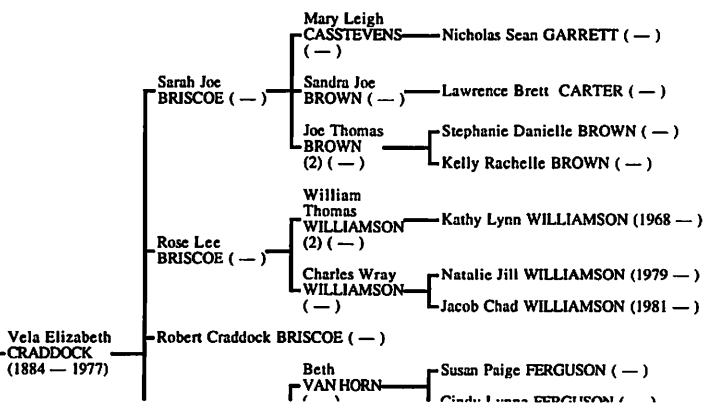 Mary Leigh
CASSTEVENS
( — )
Nicholas Sean GARRETT ( — )
Sarah Joe
BRISCOE ( — )
Sandra Joe
BROWN ( — )
Lawrence Brett CARTER ( — )
Joe Thomas
BROWN
(2) ( — )
Stephanie Danielle BROWN ( — )
Kelly Rachelle BROWN ( — )
William
Thomas
WILLIAMSON
(2) ( — )
Kathy Lynn WILLIAMSON (1968 — )
Rose Lee
BRISCOE ( — )
Charles Wray
WILLIAMSON
( — )
Natalie Jill WILLIAMSON (1979 — )
Jacob Chad WILLIAMSON (1981 — )
Vela Elizabeth
CRADDOCK
(1884 — 1977)
Robert Craddock BRISCOE ( — )
Beth
VAN HORN
( — )
Susan Paige FERGUSON ( — )
Cindy Lynne FERGUSON ( — )